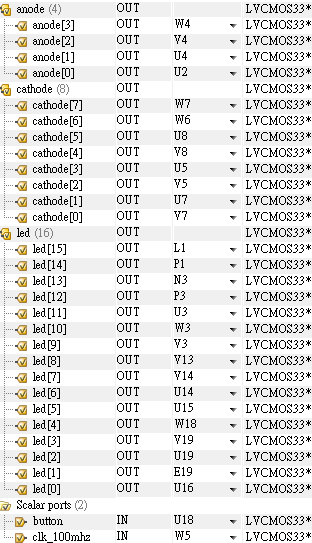 anode (4) OUT LVCMOS33*
anode[3] OUT W4 LVCMOS33*
anode[2] OUT V4 LVCMOS33*
anode[1] OUT U4 LVCMOS33*
anode[0] OUT U2 LVCMOS33*
cathode (8) OUT LVCMOS33*
cathode[7] OUT W7 LVCMOS33*
cathode[6] OUT W6 LVCMOS33*
cathode[5] OUT U8 LVCMOS33*
cathode[4] OUT V8 LVCMOS33*
cathode[3] OUT U5 LVCMOS33*
cathode[2] OUT V5 LVCMOS33*
cathode[1] OUT U7 LVCMOS33*
cathode[0] OUT V7 LVCMOS33*
led (16) OUT LVCMOS33*
led[15] OUT L1 LVCMOS33*
led[14] OUT P1 LVCMOS33*
led[13] OUT N3 LVCMOS33*
led[12] OUT P3 LVCMOS33*
led[11] OUT U3 LVCMOS33*
led[10] OUT W3 LVCMOS33*
led[9] OUT V3 LVCMOS33*
led[8] OUT V13 LVCMOS33*
led[7] OUT V14 LVCMOS33*
led[6] OUT U14 LVCMOS33*
led[5] OUT U15 LVCMOS33*
led[4] OUT W18 LVCMOS33*
led[3] OUT V19 LVCMOS33*
led[2] OUT U19 LVCMOS33*
led[1] OUT E19 LVCMOS33*
led[0] OUT U16 LVCMOS33*
Scalar ports (2)
button IN U18 LVCMOS33*
clk_100mhz IN W5 LVCMOS33*